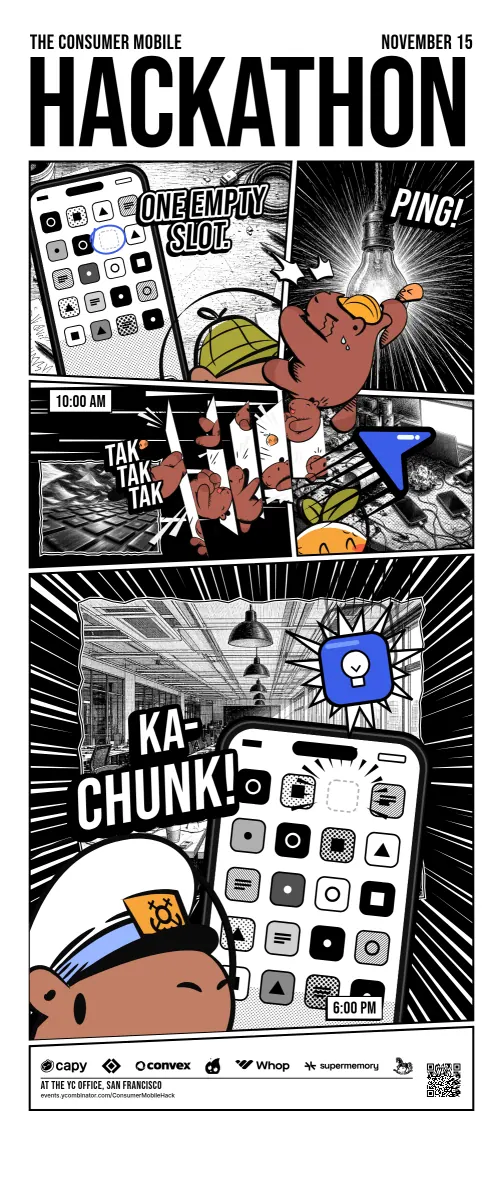 THE CONSUMER MOBILE
NOVEMBER 15
HACKATHON
ONE EMPTY
SLOT.
PING!
10:00 AM
TAK
TAK
TAK
KA-
CHUNK!
6:00 PM
capy
convex
Whop
supermemory
AT THE YC OFFICE, SAN FRANCISCO
events.ycombinator.com/ConsumerMobileHack